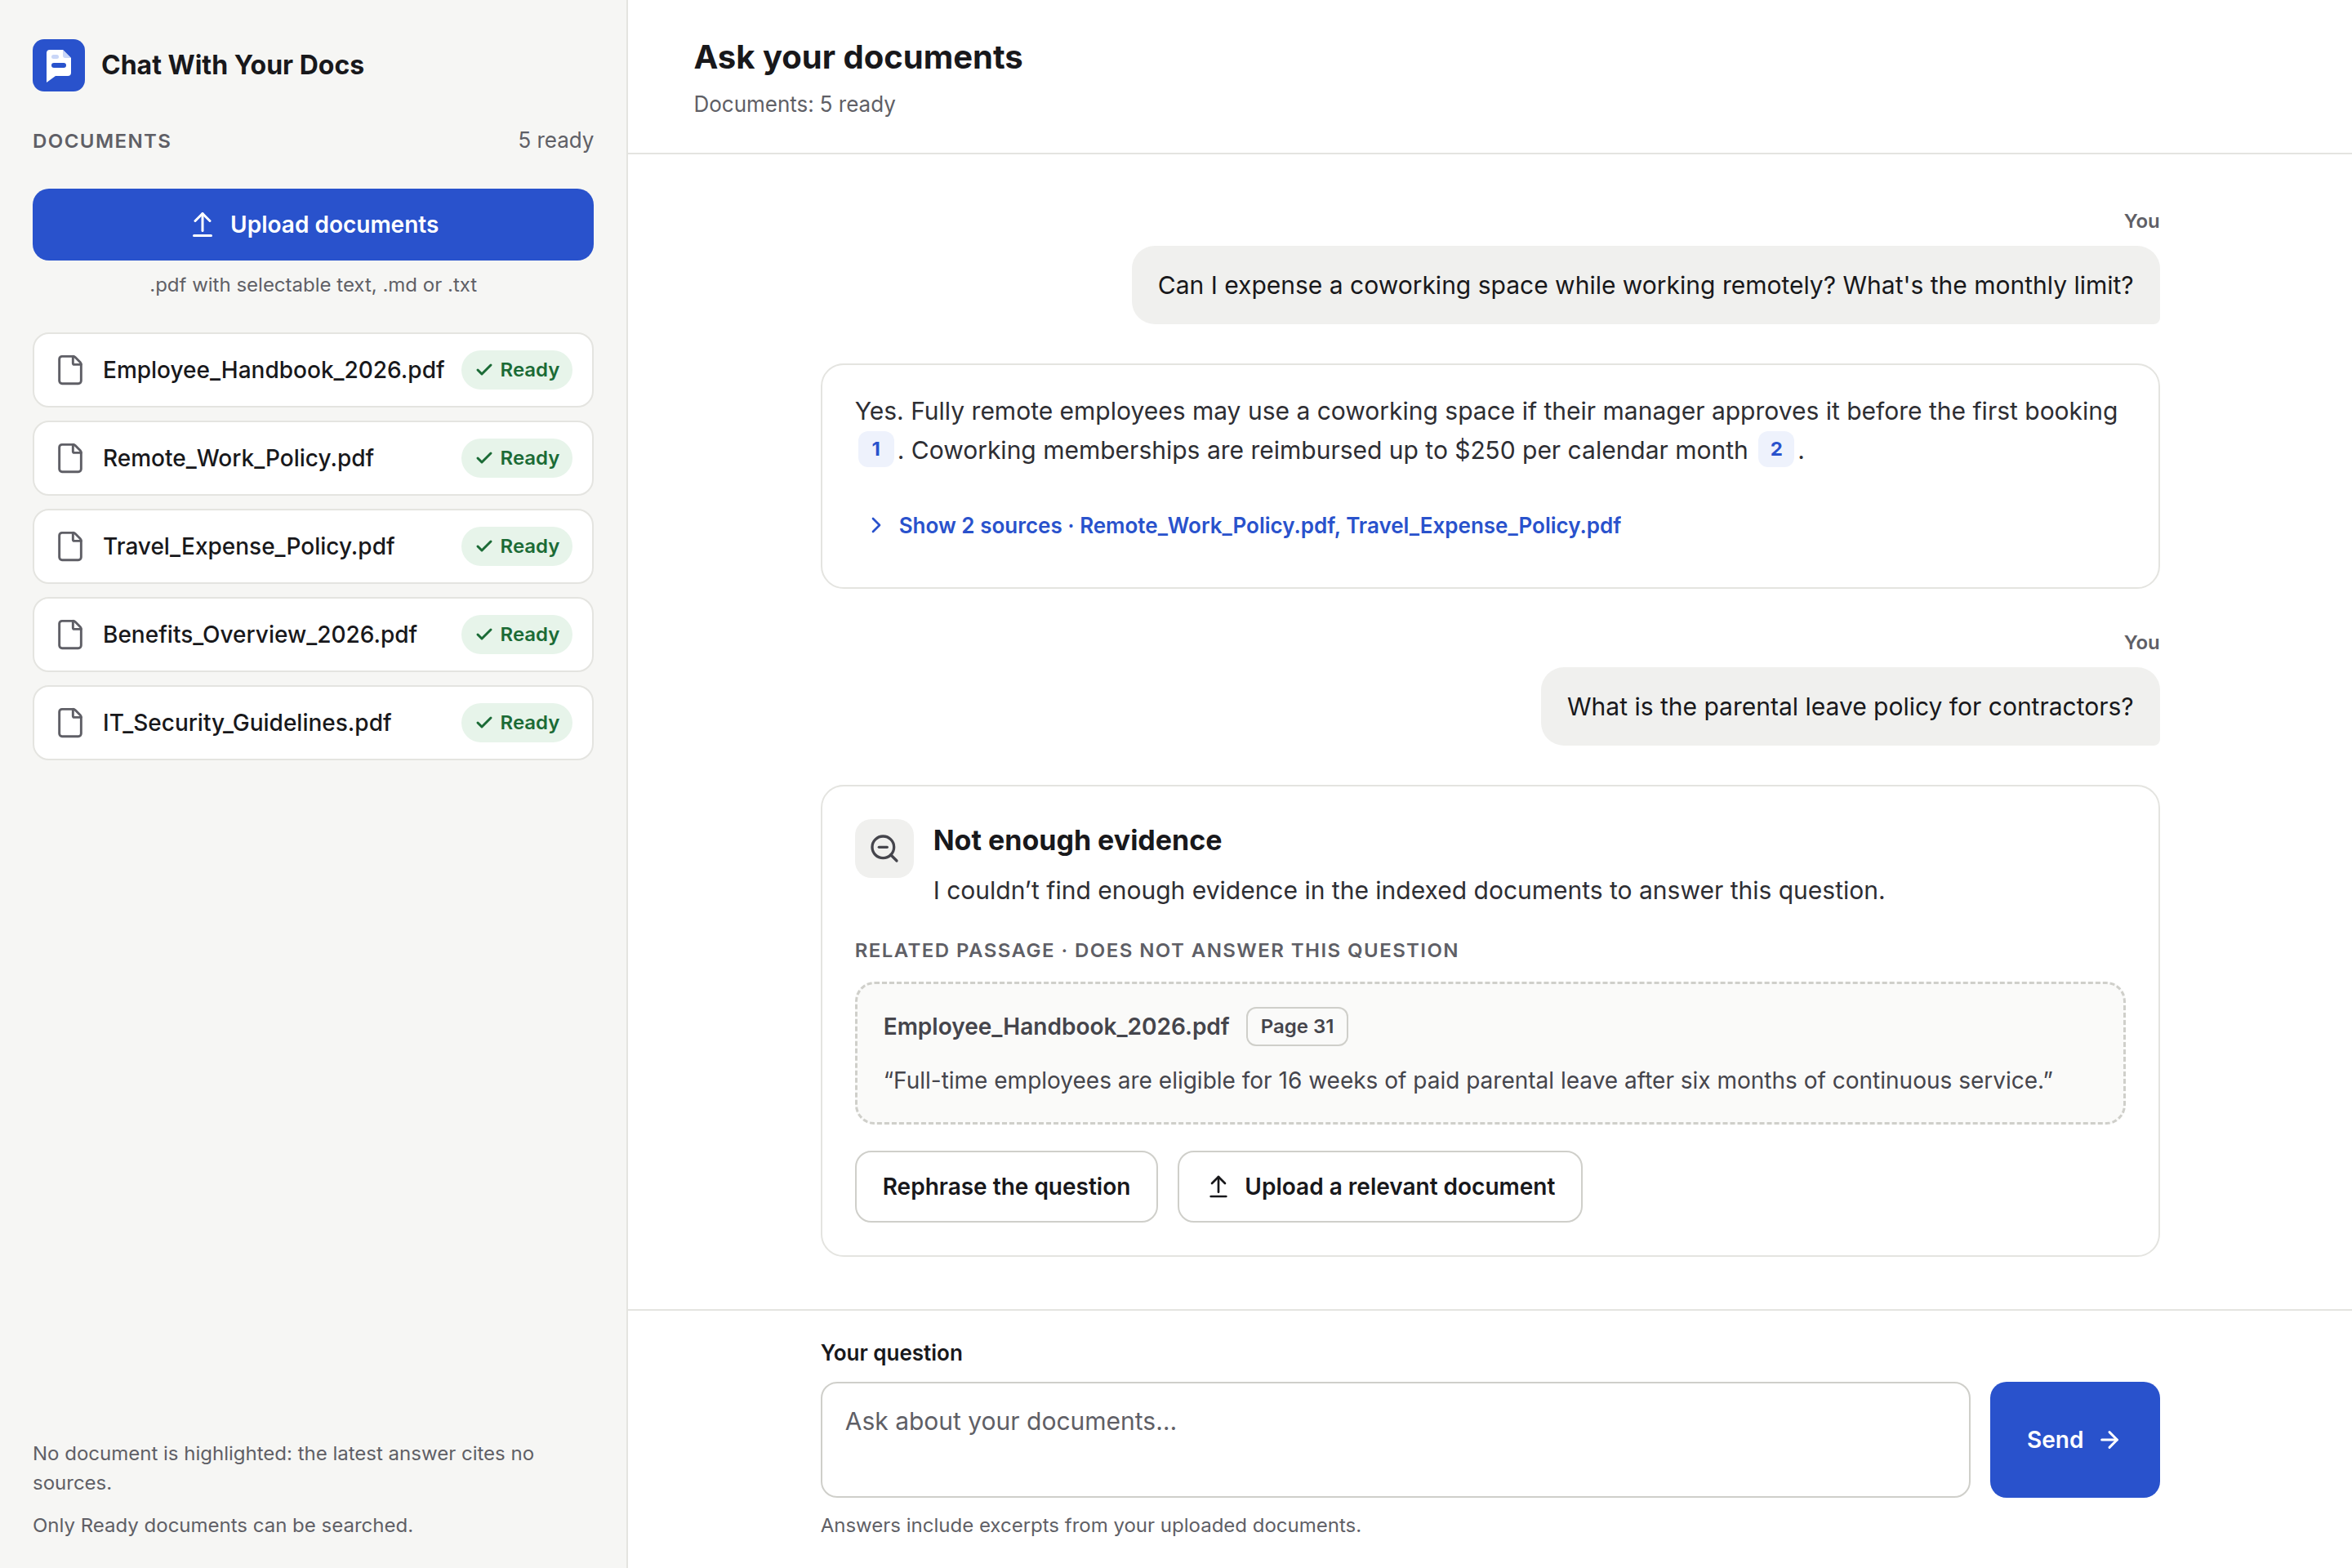 Chat With Your Docs
DOCUMENTS
5 ready
Upload documents
.pdf with selectable text, .md or .txt
Employee_Handbook_2026.pdf
Ready
Remote_Work_Policy.pdf
Ready
Travel_Expense_Policy.pdf
Ready
Benefits_Overview_2026.pdf
Ready
IT_Security_Guidelines.pdf
Ready
No document is highlighted: the latest answer cites no
sources.
Only Ready documents can be searched.
Ask your documents
Documents: 5 ready
You
Can I expense a coworking space while working remotely? What's the monthly limit?
Yes. Fully remote employees may use a coworking space if their manager approves it before the first booking
1 . Coworking memberships are reimbursed up to $250 per calendar month 2 .
Show 2 sources · Remote_Work_Policy.pdf, Travel_Expense_Policy.pdf
You
What is the parental leave policy for contractors?
Not enough evidence
I couldn’t find enough evidence in the indexed documents to answer this question.
RELATED PASSAGE · DOES NOT ANSWER THIS QUESTION
Employee_Handbook_2026.pdf
Page 31
“Full-time employees are eligible for 16 weeks of paid parental leave after six months of continuous service.”
Rephrase the question
Upload a relevant document
Your question
Ask about your documents...
Send
Answers include excerpts from your uploaded documents.